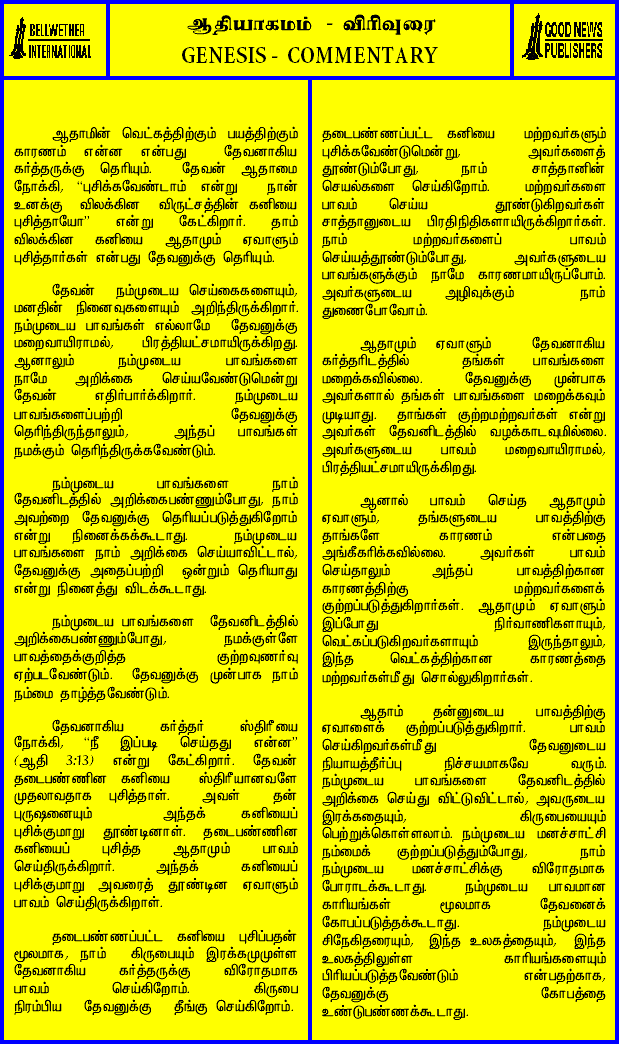 BELLWETHER
INTERNATIONAL
ஆதியாகமம் - விரிவுரை
GENESIS - COMMENTARY
GOOD NEWS
PUBLISHERS
ஆதாமின் வெட்கத்திற்கும் பயத்திற்கும்
காரணம் என்ன என்பது தேவனாகிய
கர்த்தருக்கு தெரியும். தேவன் ஆதாமை
நோக்கி, “புசிக்கவேண்டாம் என்று நான்
உனக்கு விலக்கின விருட்சத்தின் கனியை
புசித்தாயோ” என்று கேட்கிறார். தாம்
விலக்கின கனியை ஆதாமும் ஏவாளும்
புசித்தார்கள் என்பது தேவனுக்கு தெரியும்.
தேவன் நம்முடைய செய்கைகளையும்,
மனதின் நினைவுகளையும் அறிந்திருக்கிறார்.
நம்முடைய பாவங்கள் எல்லாமே தேவனுக்கு
மறைவாயிராமல், பிரத்தியட்சமாயிருக்கிறது.
ஆனாலும் நம்முடைய பாவங்களை
நாமே அறிக்கை செய்யவேண்டுமென்று
தேவன் எதிர்பார்க்கிறார். நம்முடைய
பாவங்களைப்பற்றி தேவனுக்கு
தெரிந்திருந்தாலும், அந்தப் பாவங்கள்
நமக்கும் தெரிந்திருக்கவேண்டும்.
நம்முடைய பாவங்களை நாம்
தேவனிடத்தில் அறிக்கைபண்ணும்போது, நாம்
அவற்றை தேவனுக்கு தெரியப்படுத்துகிறோம்
என்று நினைக்கக்கூடாது. நம்முடைய
பாவங்களை நாம் அறிக்கை செய்யாவிட்டால்,
தேவனுக்கு அதைப்பற்றி ஒன்றும் தெரியாது
என்று நினைத்து விடக்கூடாது.
நம்முடைய பாவங்களை தேவனிடத்தில்
அறிக்கைபண்ணும்போது, நமக்குள்ளே
பாவத்தைக்குறித்த குற்றவுணர்வு
ஏற்படவேண்டும். தேவனுக்கு முன்பாக நாம்
நம்மை தாழ்த்தவேண்டும்.
தேவனாகிய கர்த்தர் ஸ்திரீயை
நோக்கி, “நீ இப்படி செய்தது என்ன”
(ஆதி 3:13) என்று கேட்கிறார். தேவன்
தடைபண்ணின கனியை ஸ்திரீயானவளே
முதலாவதாக புசித்தாள். அவள் தன்
புருஷனையும் அந்தக் கனியைப்
புசிக்குமாறு தூண்டினாள். தடைபண்ணின
கனியைப் புசித்த ஆதாமும் பாவம்
செய்திருக்கிறார். அந்தக் கனியைப்
புசிக்குமாறு அவரைத் தூண்டின ஏவாளும்
பாவம் செய்திருக்கிறாள்.
தடைபண்ணப்பட்ட கனியை புசிப்பதன்
மூலமாக, நாம் கிருபையும் இரக்கமுமுள்ள
தேவனாகிய கர்த்தருக்கு விரோதமாக
பாவம் செய்கிறோம். கிருபை
நிரம்பிய தேவனுக்கு தீங்கு செய்கிறோம்.
தடைபண்ணப்பட்ட கனியை மற்றவர்களும்
புசிக்கவேண்டுமென்று, அவர்களைத்
தூண்டும்போது, நாம் சாத்தானின்
செயல்களை செய்கிறோம். மற்றவர்களை
பாவம் செய்ய தூண்டுகிறவர்கள்
சாத்தானுடைய பிரதிநிதிகளாயிருக்கிறார்கள்.
நாம் மற்றவர்களைப் பாவம்
செய்யத்தூண்டும்போது, அவர்களுடைய
பாவங்களுக்கும் நாமே காரணமாயிருப்போம்.
அவர்களுடைய அழிவுக்கும் நாம்
துணைபோவோம்.
ஆதாமும் ஏவாளும் தேவனாகிய
கர்த்தரிடத்தில் தங்கள் பாவங்களை
மறைக்கவில்லை. தேவனுக்கு முன்பாக
அவர்களால் தங்கள் பாவங்களை மறைக்கவும்
முடியாது. தாங்கள் குற்றமற்றவர்கள் என்று
அவர்கள் தேவனிடத்தில் வழக்காடவுமில்லை.
அவர்களுடைய பாவம் மறைவாயிராமல்,
பிரத்தியட்சமாயிருக்கிறது.
ஆனால் பாவம் செய்த ஆதாமும்
ஏவாளும், தங்களுடைய பாவத்திற்கு
தாங்களே காரணம் என்பதை
அங்கீகரிக்கவில்லை. அவர்கள் பாவம்
செய்தாலும் அந்தப் பாவத்திற்கான
காரணத்திற்கு மற்றவர்களைக்
குற்றப்படுத்துகிறார்கள். ஆதாமும் ஏவாளும்
இப்போது நிர்வாணிகளாயும்,
வெட்கப்படுகிறவர்களாயும் இருந்தாலும்,
இந்த வெட்கத்திற்கான காரணத்தை
மற்றவர்கள்மீது சொல்லுகிறார்கள்.
ஆதாம் தன்னுடைய பாவத்திற்கு
ஏவாளைக் குற்றப்படுத்துகிறார். பாவம்
செய்கிறவர்கள்மீது தேவனுடைய
நியாயத்தீர்ப்பு நிச்சயமாகவே வரும்.
நம்முடைய பாவங்களை தேவனிடத்தில்
அறிக்கை செய்து விட்டுவிட்டால், அவருடைய
இரக்கதையும், கிருபையையும்
பெற்றுக்கொள்ளலாம். நம்முடைய மனச்சாட்சி
நம்மைக் குற்றப்படுத்தும்போது, நாம்
நம்முடைய மனச்சாட்சிக்கு விரோதமாக
போராடக்கூடாது. நம்முடைய பாவமான
காரியங்கள் மூலமாக தேவனைக்
கோபப்படுத்தக்கூடாது. நம்முடைய
சிநேகிதரையும், இந்த உலகத்தையும், இந்த
உலகத்திலுள்ள காரியங்களையும்
பிரியப்படுத்தவேண்டும் என்பதற்காக,
தேவனுக்கு கோபத்தை
உண்டுபண்ணக்கூடாது.